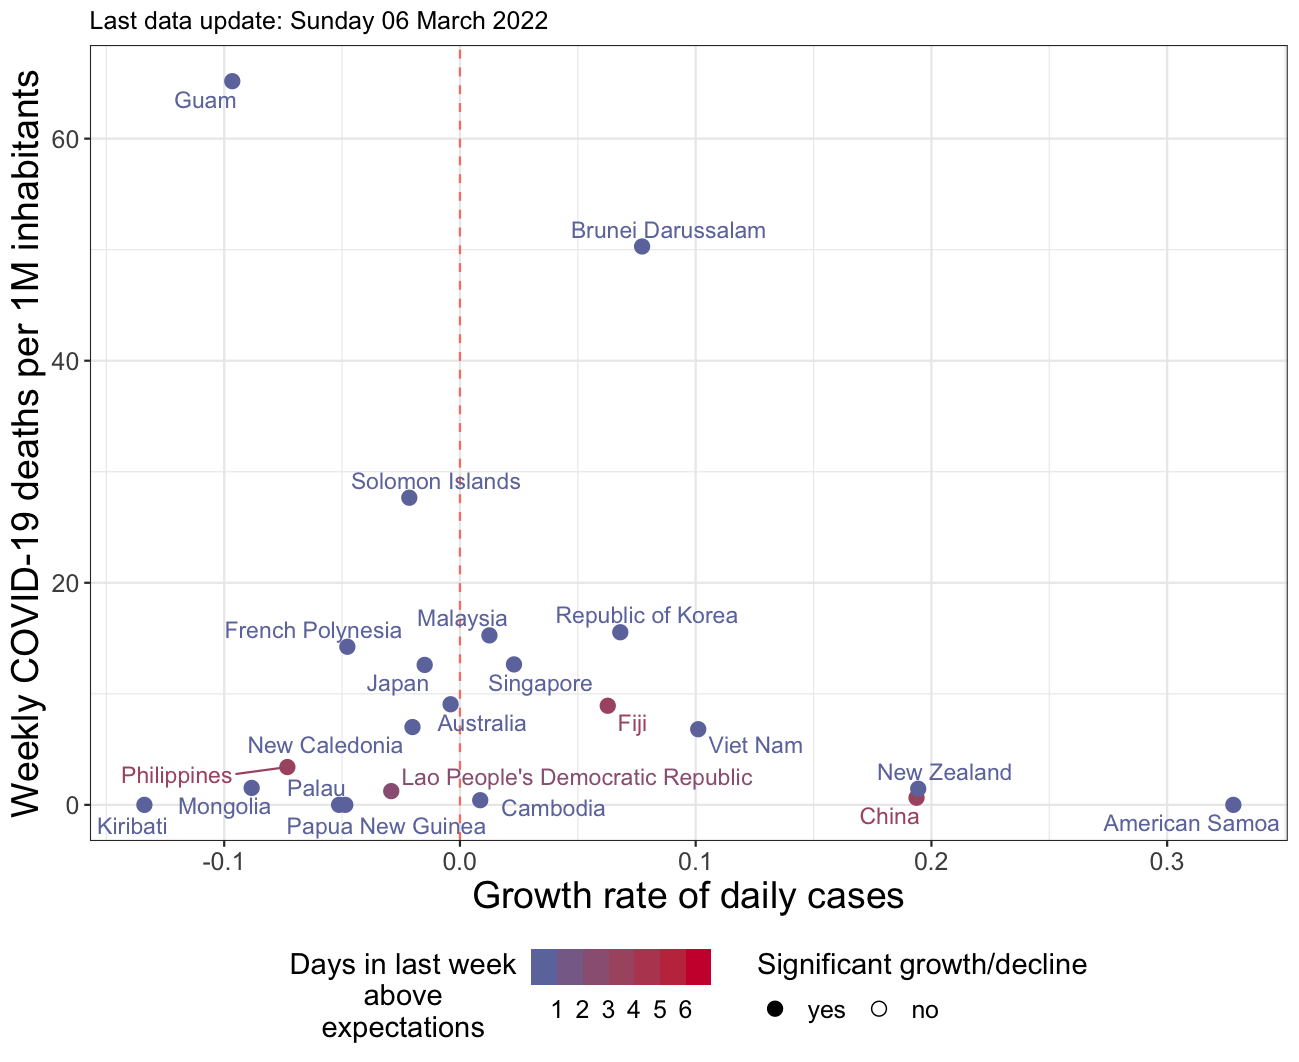 Last data update: Sunday 06 March 2022
Weekly COVID-19 deaths per 1M inhabitants
60
40
20
0
Guam
Brunei Darussalam
Solomon Islands
Malaysia
Republic of Korea
French Polynesia
Japan
Singapore
Australia
Fiji
New Caledonia
Viet Nam
Philippines
Lao People's Democratic Republic
New Zealand
Palau
Mongolia
Cambodia
China
Kiribati
Papua New Guinea
American Samoa
-0.1
0.0
0.1
0.2
0.3
Growth rate of daily cases
Days in last week
above
expectations
1 2 3 4 5 6
Significant growth/decline
yes no